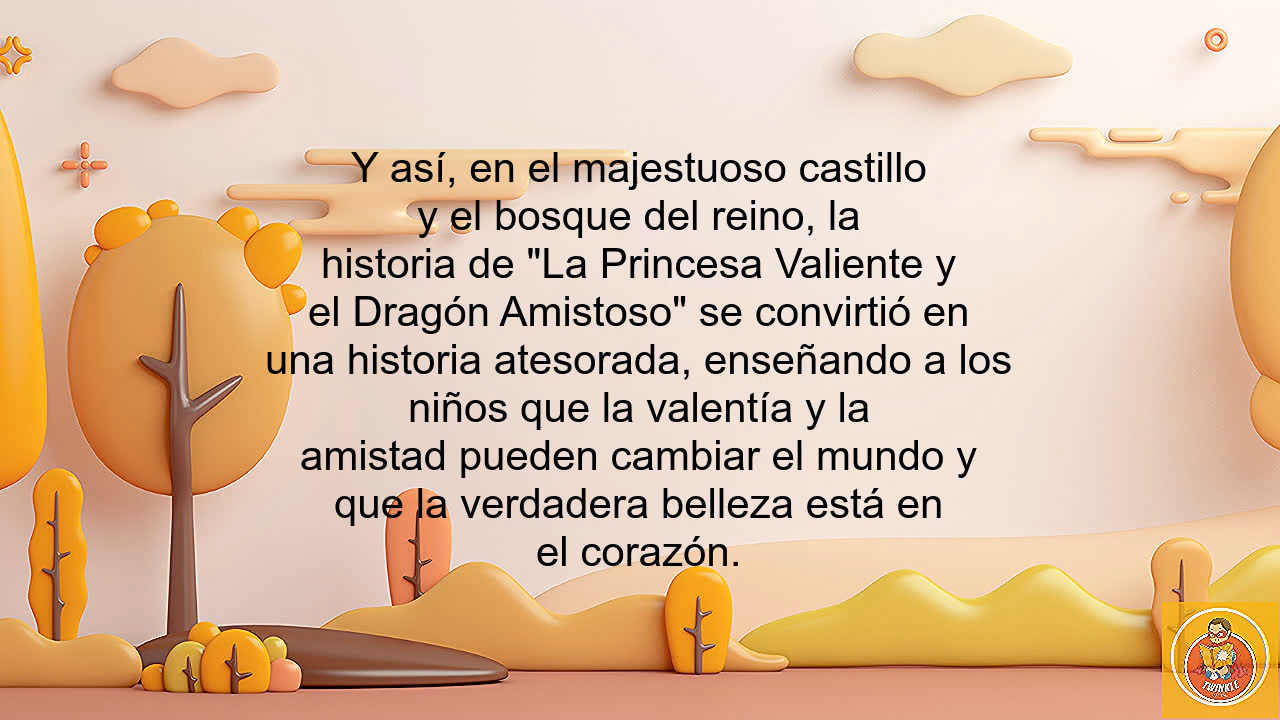 Y así, en el majestuoso castillo
y el bosque del reino, la
historia de "La Princesa Valiente y
el Dragón Amistoso" se convirtió en
una historia atesorada, enseñando a los
niños que la valentía y la
amistad pueden cambiar el mundo y
que la verdadera belleza está en
el corazón.
TWINKLE